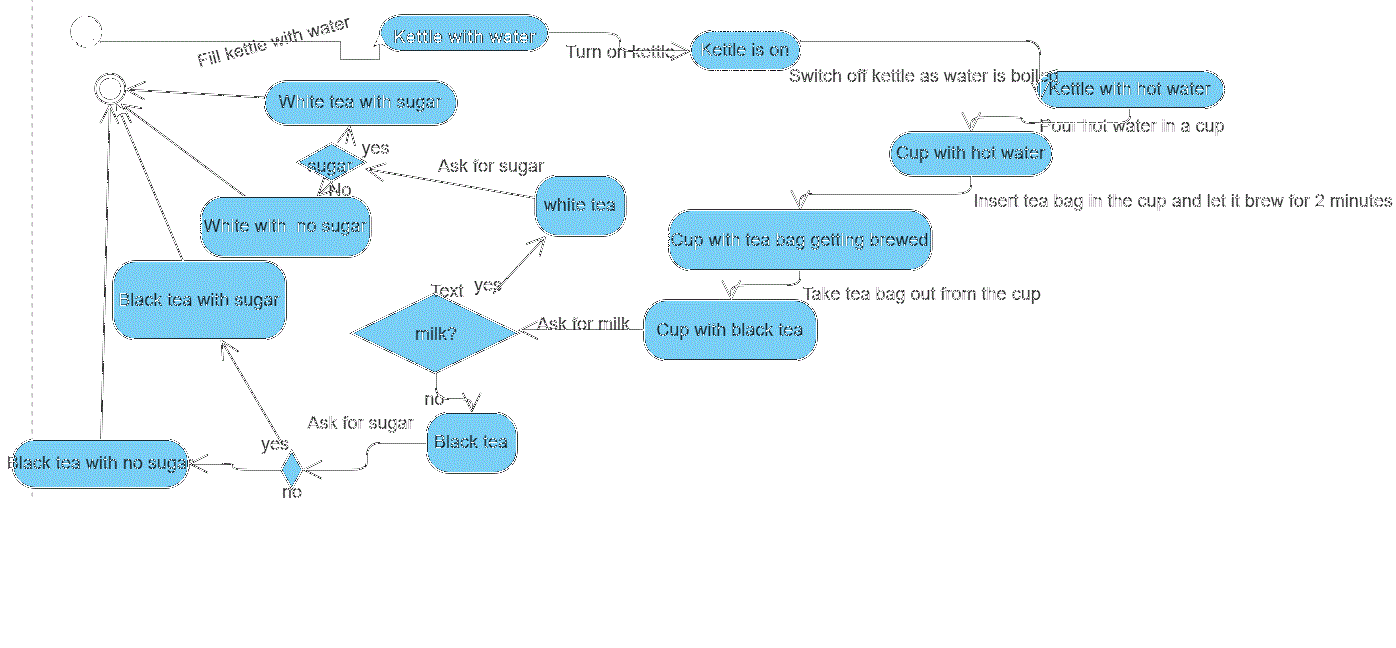 Fill kettle with water
Kettle with water
Turn on kettle
Kettle is on
Switch off kettle as water is boiled
Kettle with hot water
Pour hot water in a cup
Cup with hot water
Insert tea bag in the cup and let it brew for 2 minutes
Cup with tea bag getting brewed
Take tea bag out from the cup
Cup with black tea
Ask for milk
Text
milk?
yes
white tea
Ask for sugar
sugar
yes
White tea with sugar
No
White with no sugar
no
Black tea
Ask for sugar
yes
Black tea with sugar
no
Black tea with no sugar